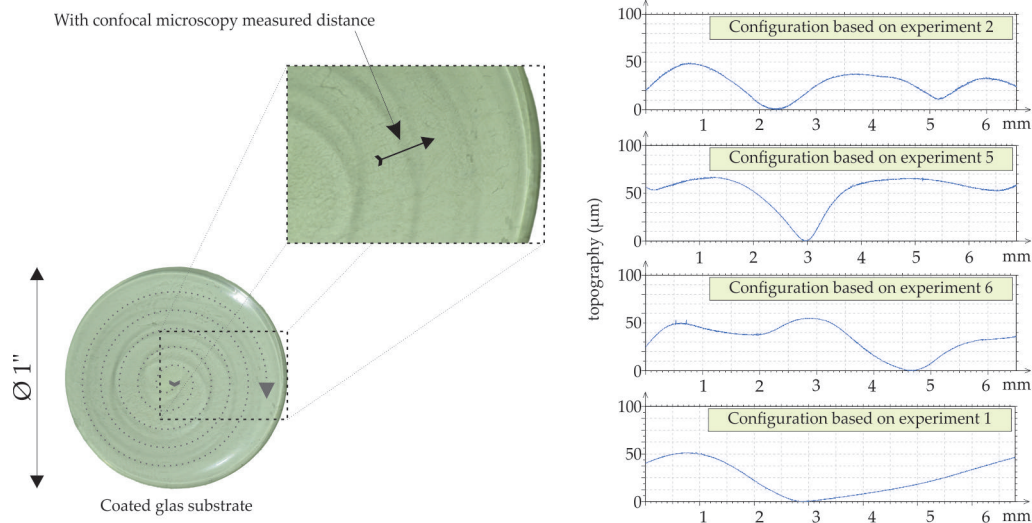 With confocal microscopy measured distance
Ø 1"
Coated glas substrate
topography (µm)
100
50
0
Configuration based on experiment 2
1 2 3 4 5 6 mm
100
50
0
Configuration based on experiment 5
1 2 3 4 5 6 mm
100
50
0
Configuration based on experiment 6
1 2 3 4 5 6 mm
100
50
0
Configuration based on experiment 1
1 2 3 4 5 6 mm